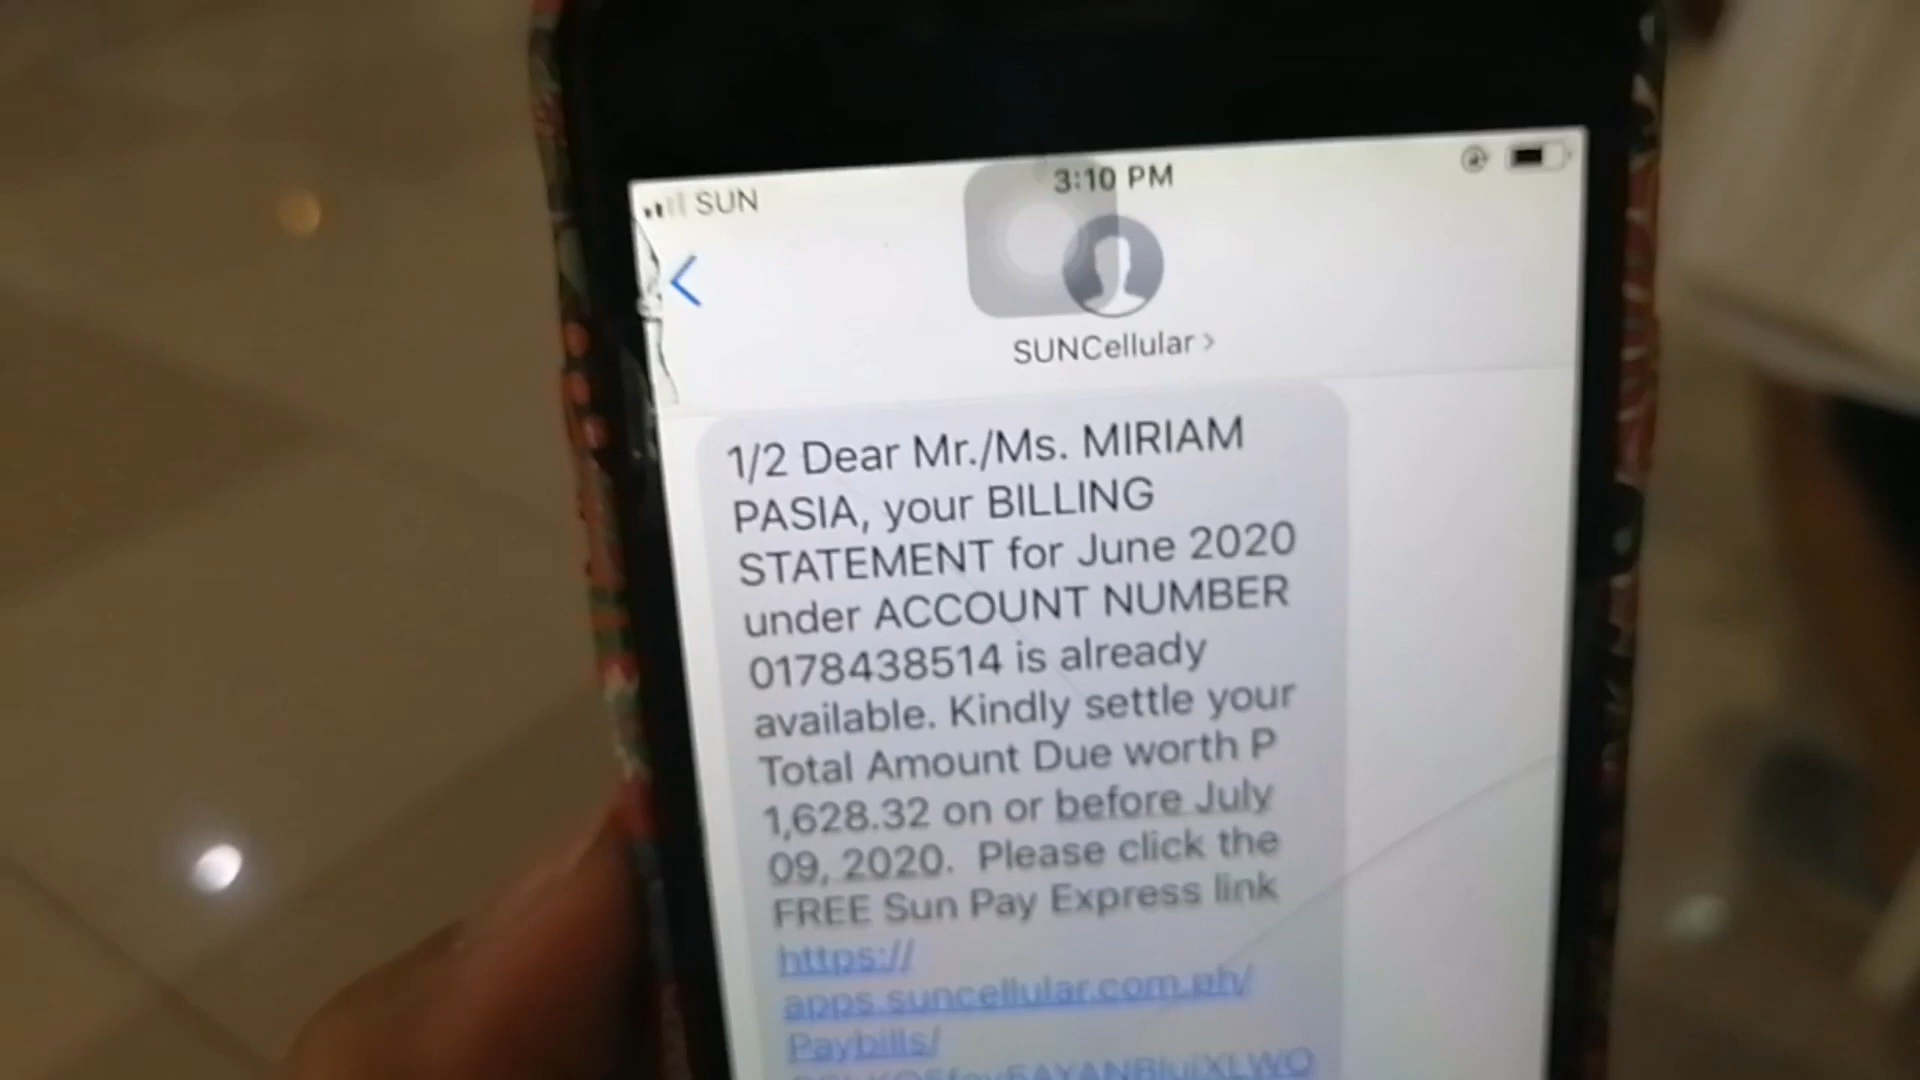 SUN
3:10 PM
SUNCellular >
1/2 Dear Mr./Ms. MIRIAM
PASIA, your BILLING
STATEMENT for June 2020
under ACCOUNT NUMBER
0178438514 is already
available. Kindly settle your
Total Amount Due worth P
1,628.32 on or before July
09, 2020. Please click the
FREE Sun Pay Express link
https://
apps.suncellular.com.ph/
Paybills/